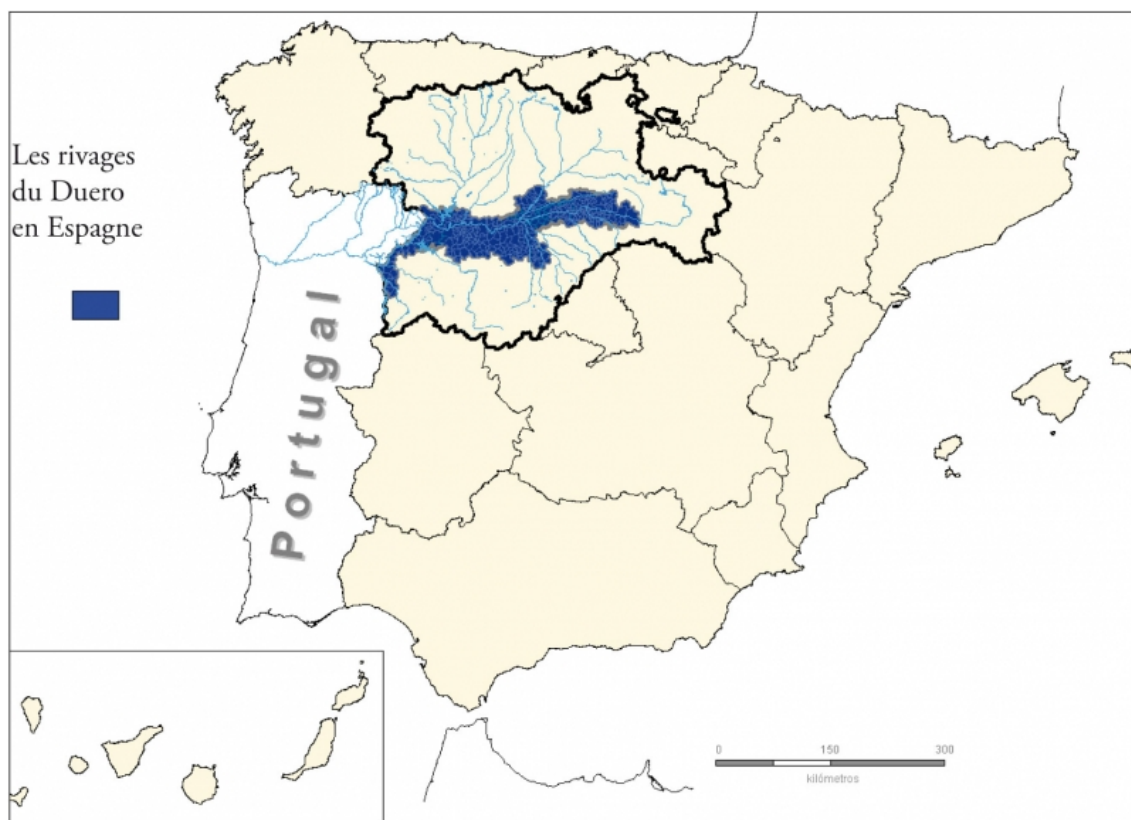 Les rivages
du Duero
en Espagne
Portugal
0 150 300
kilómetros